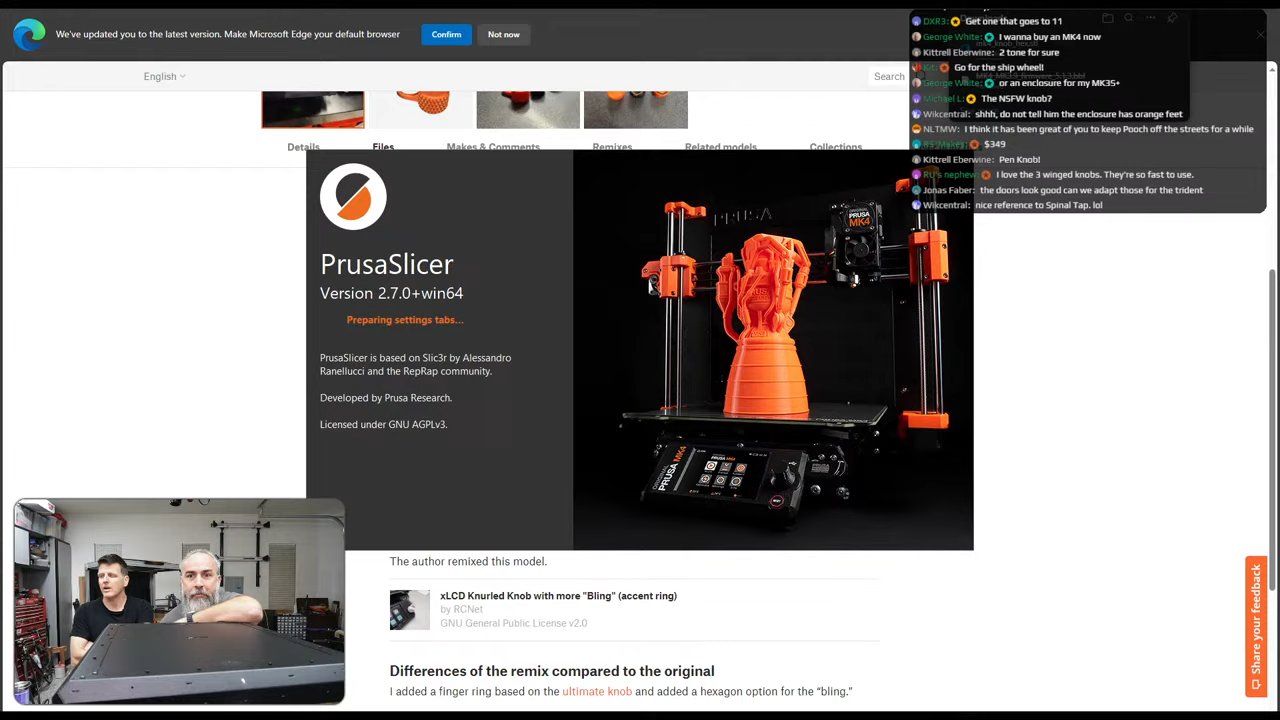 We've updated you to the latest version. Make Microsoft Edge your default browser
Confirm
Not now
English
Search
DXR3: Get one that goes to 11
George White: I wanna buy an MK4 now
Kittrell Eberwine: 2 tone for sure
Kit: Go for the ship wheel!
George White: or an enclosure for my MK3S+
Michael L: The NSFW knob?
Wikcentral: shhh, do not tell him the enclosure has orange feet
NLTMW: I think it has been great of you to keep Pooch off the streets for a while
$349
Kittrell Eberwine: Pen Knob!
RU's nephew: I love the 3 winged knobs. They're so fast to use.
Jonas Faber: the doors look good can we adapt those for the trident
Wikcentral: nice reference to Spinal Tap. lol
Details
Files
Makes & Comments
Remixes
Related models
Collections
PrusaSlicer
Version 2.7.0+win64
Preparing settings tabs...
PrusaSlicer is based on Slic3r by Alessandro
Ranellucci and the RepRap community.
Developed by Prusa Research.
Licensed under GNU AGPLv3.
PRUSA
ORIGINAL
PRUSA
MK4
ORIGINAL
PRUSA MK4
The author remixed this model.
xLCD Knurled Knob with more "Bling" (accent ring)
by RCNet
GNU General Public License v2.0
Differences of the remix compared to the original
I added a finger ring based on the ultimate knob and added a hexagon option for the “bling.”
Share your feedback